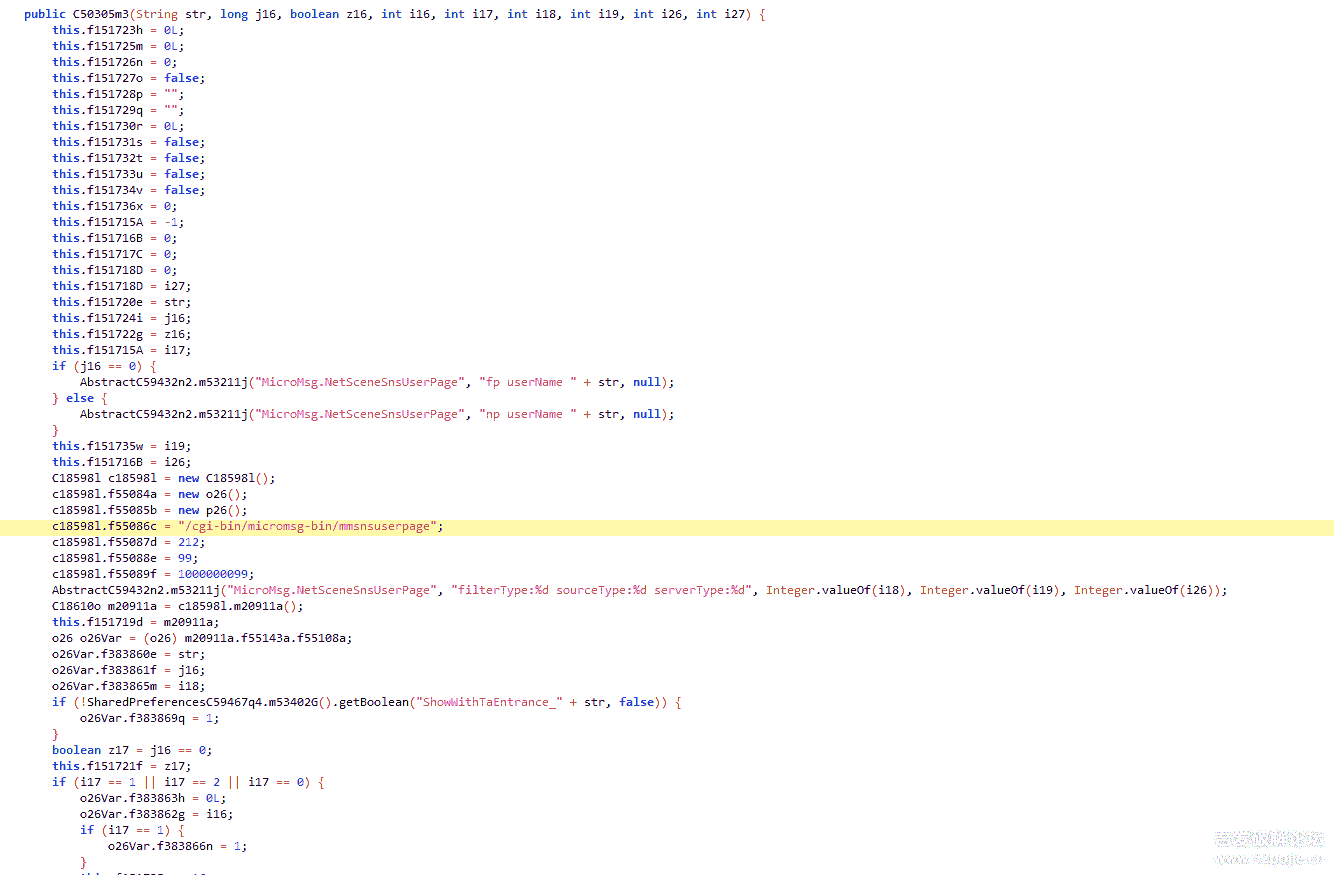 public C50305m3(String str, long j16, boolean z16, int i16, int i17, int i18, int i19, int i26, int i27) {
this.f151723h = 0L;
this.f151725m = 0L;
this.f151726n = 0;
this.f151727o = false;
this.f151728p = "";
this.f151729q = "";
this.f151730r = 0L;
this.f151731s = false;
this.f151732t = false;
this.f151733u = false;
this.f151734v = false;
this.f151736x = 0;
this.f151715A = -1;
this.f151716B = 0;
this.f151717C = 0;
this.f151718D = 0;
this.f151718D = i27;
this.f151720e = str;
this.f151724i = j16;
this.f151722g = z16;
this.f151715A = i17;
if (j16 == 0) {
AbstractC59432n2.m53211j("MicroMsg.NetSceneSnsUserPage", "fp userName " + str, null);
} else {
AbstractC59432n2.m53211j("MicroMsg.NetSceneSnsUserPage", "np userName " + str, null);
}
this.f151735w = i19;
this.f151716B = i26;
C18598l c18598l = new C18598l();
c18598l.f55084a = new o26();
c18598l.f55085b = new p26();
c18598l.f55086c = "/cgi-bin/micromsg-bin/mmsnsuserpage";
c18598l.f55087d = 212;
c18598l.f55088e = 99;
c18598l.f55089f = 1000000099;
AbstractC59432n2.m53211j("MicroMsg.NetSceneSnsUserPage", "filterType:%d sourceType:%d serverType:%d", Integer.valueOf(i18), Integer.valueOf(i19), Integer.valueOf(i26));
C18610o m20911a = c18598l.m20911a();
this.f151719d = m20911a;
o26 o26Var = (o26) m20911a.f55143a.f55108a;
o26Var.f383860e = str;
o26Var.f383861f = j16;
o26Var.f383865m = i18;
if (!SharedPreferencesC59467q4.m53402G().getBoolean("ShowWithTaEntrance_" + str, false)) {
o26Var.f383869q = 1;
}
boolean z17 = j16 == 0;
this.f151721f = z17;
if (i17 == 1 || i17 == 2 || i17 == 0) {
o26Var.f383863h = 0L;
o26Var.f383862g = i16;
if (i17 == 1) {
o26Var.f383866n = 1;
}